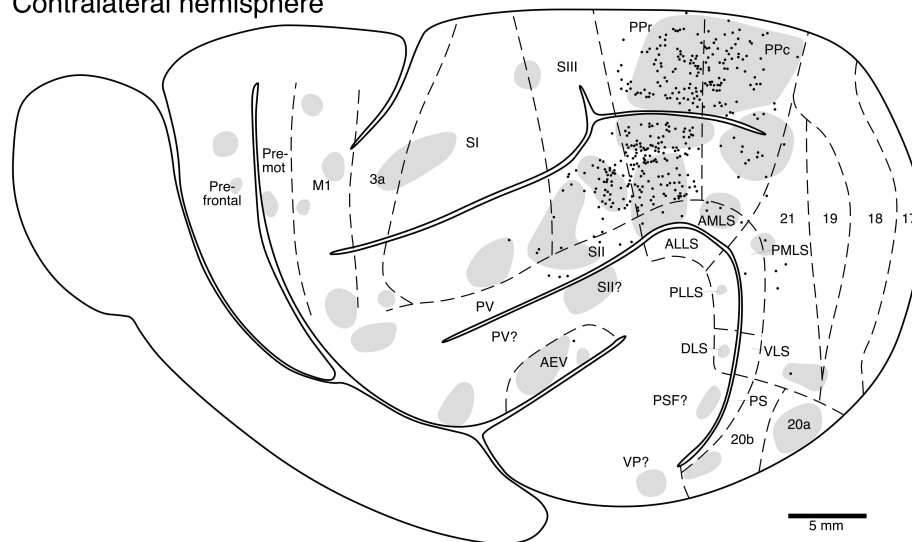 Contralateral hemisphere
PPr
PPc
SIII
SI
Pre-
mot
3a
M1
Pre-
frontal
AMLS
21
19
18
17
SII
ALLS
PMLS
SII?
PLLS
PV
PV?
DLS
VLS
AEV
PSF?
PS
20a
20b
VP?
5 mm